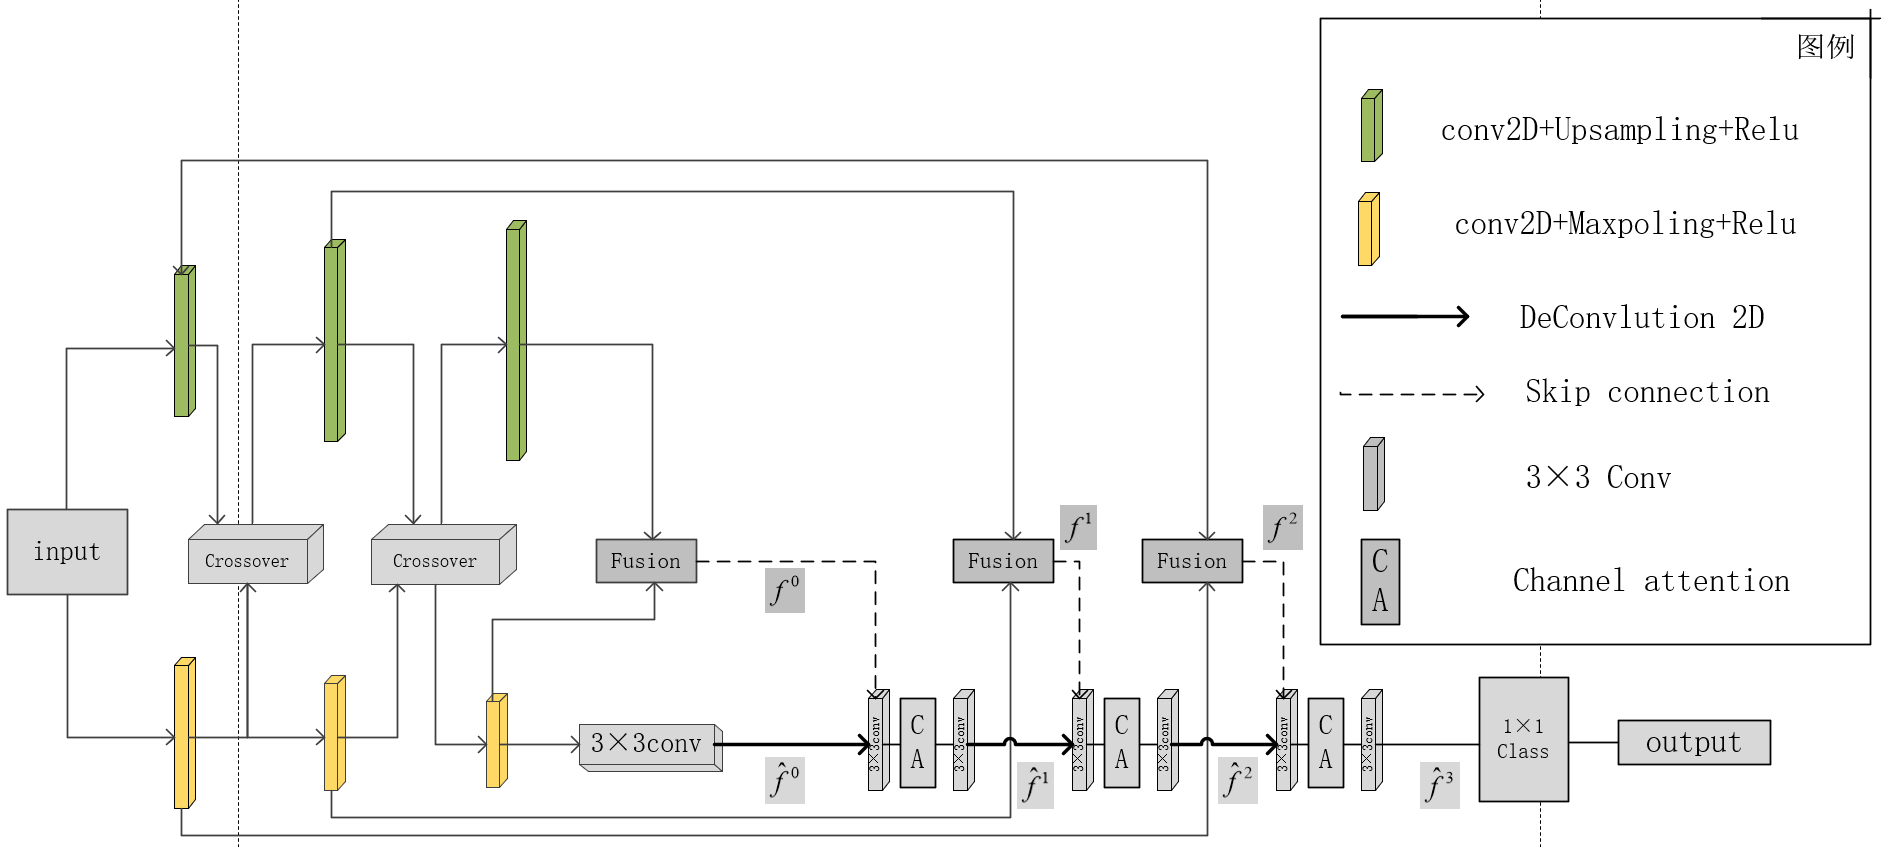 图例
conv2D+Upsampling+Relu
conv2D+Maxpoling+Relu
DeConvlution 2D
Skip connection
3×3 Conv
C
A
Channel attention
input
Crossover
Crossover
Fusion
Fusion
Fusion
f⁰
f¹
f²
3×3conv
3×3conv
C
A
3×3conv
3×3conv
C
A
3×3conv
3×3conv
C
A
3×3conv
f̂⁰
f̂¹
f̂²
f̂³
1×1
Class
output